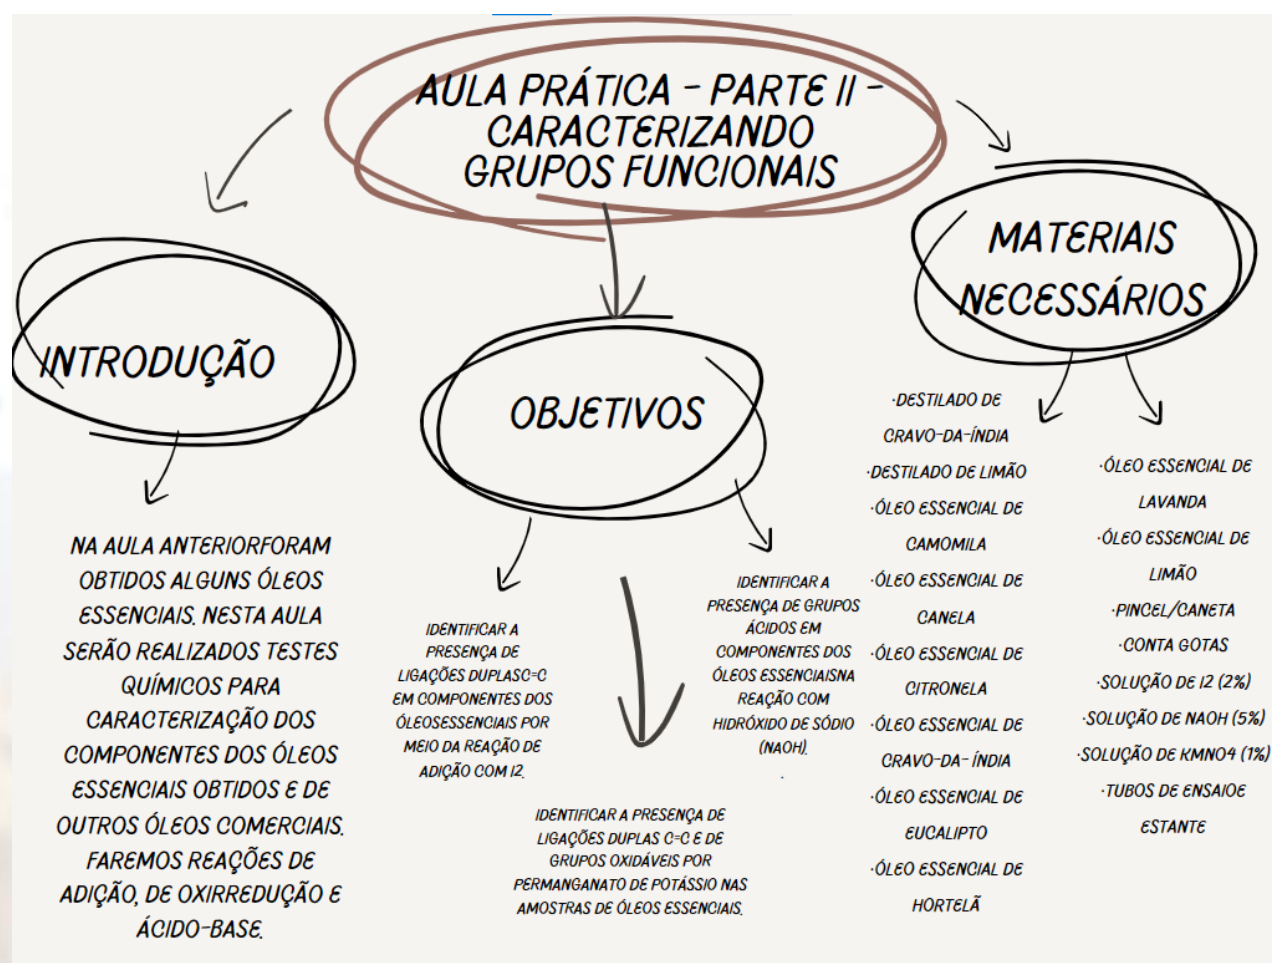 AULA PRÁTICA - PARTE II -
CARACTERIZANDO
GRUPOS FUNCIONAIS
INTRODUÇÃO
NA AULA ANTERIORFORAM
OBTIDOS ALGUNS ÓLEOS
ESSENCIAIS. NESTA AULA
SERÃO REALIZADOS TESTES
QUÍMICOS PARA
CARACTERIZAÇÃO DOS
COMPONENTES DOS ÓLEOS
ESSENCIAIS OBTIDOS E DE
OUTROS ÓLEOS COMERCIAIS.
FAREMOS REAÇÕES DE
ADIÇÃO, DE OXIRREDUÇÃO E
ÁCIDO-BASE.
OBJETIVOS
IDENTIFICAR A
PRESENÇA DE
LIGAÇÕES DUPLASC=C
EM COMPONENTES DOS
ÓLEOSESSENCIAIS POR
MEIO DA REAÇÃO DE
ADIÇÃO COM I2.
IDENTIFICAR A PRESENÇA DE
LIGAÇÕES DUPLAS C=C E DE
GRUPOS OXIDÁVEIS POR
PERMANGANATO DE POTÁSSIO NAS
AMOSTRAS DE ÓLEOS ESSENCIAIS.
IDENTIFICAR A
PRESENÇA DE GRUPOS
ÁCIDOS EM
COMPONENTES DOS
ÓLEOS ESSENCIAISNA
REAÇÃO COM
HIDRÓXIDO DE SÓDIO
(NAOH).
.
MATERIAIS
NECESSÁRIOS
·DESTILADO DE
CRAVO-DA-ÍNDIA
·DESTILADO DE LIMÃO
·ÓLEO ESSENCIAL DE
CAMOMILA
·ÓLEO ESSENCIAL DE
CANELA
·ÓLEO ESSENCIAL DE
CITRONELA
·ÓLEO ESSENCIAL DE
CRAVO-DA- ÍNDIA
·ÓLEO ESSENCIAL DE
EUCALIPTO
·ÓLEO ESSENCIAL DE
HORTELÃ
·ÓLEO ESSENCIAL DE
LAVANDA
·ÓLEO ESSENCIAL DE
LIMÃO
·PINCEL/CANETA
·CONTA GOTAS
·SOLUÇÃO DE I2 (2%)
·SOLUÇÃO DE NAOH (5%)
·SOLUÇÃO DE KMNO4 (1%)
·TUBOS DE ENSAIOE
ESTANTE